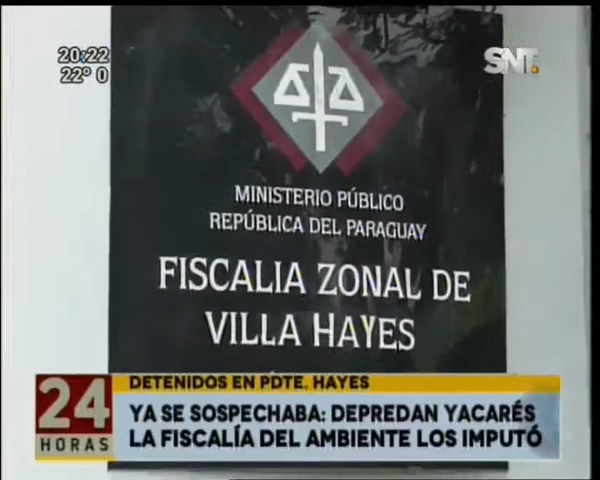 20:22
22° 0
SNT.
MINISTERIO PÚBLICO
REPÚBLICA DEL PARAGUAY
FISCALIA ZONAL DE
VILLA HAYES
24
HORAS
DETENIDOS EN PDTE. HAYES
YA SE SOSPECHABA: DEPREDAN YACARÉS
LA FISCALÍA DEL AMBIENTE LOS IMPUTÓ